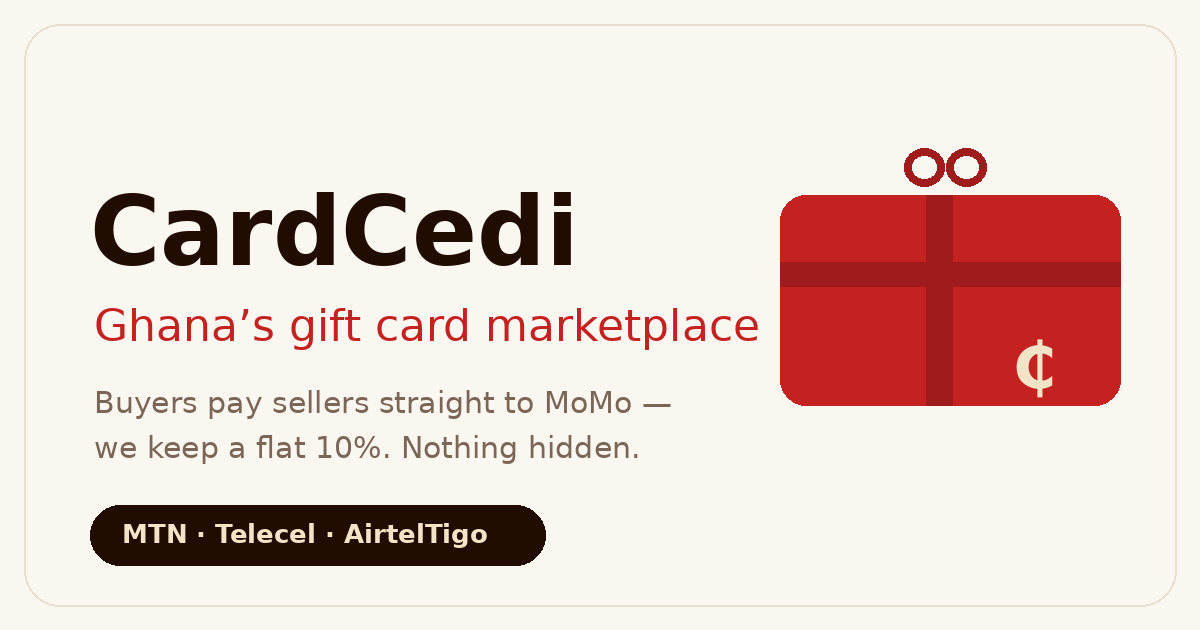 CardCedi
Ghana’s gift card marketplace
Buyers pay sellers straight to MoMo —
we keep a flat 10%. Nothing hidden.
MTN · Telecel · AirtelTigo
₵